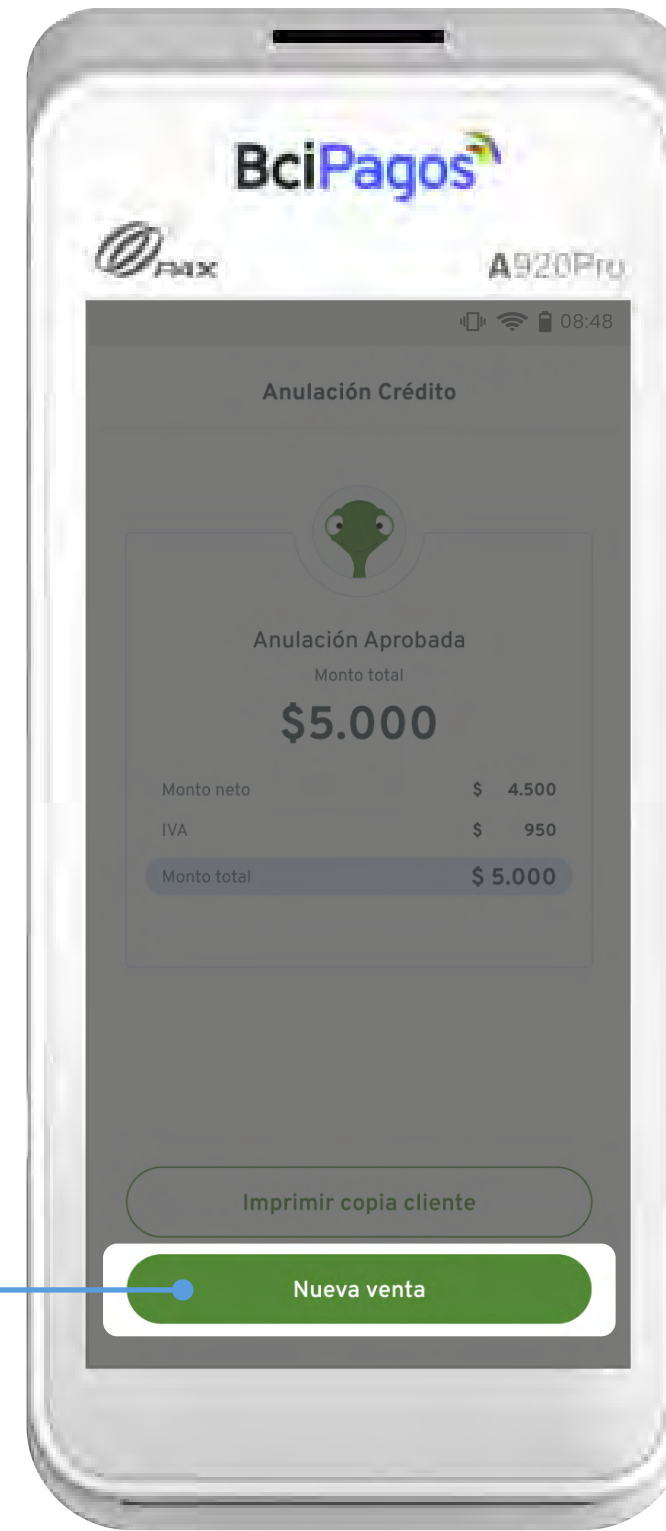 BciPagos
PAX
A920Pro
08:48
Anulación Crédito
Anulación Aprobada
Monto total
$5.000
Monto neto $ 4.500
IVA $ 950
Monto total $ 5.000
Imprimir copia cliente
Nueva venta